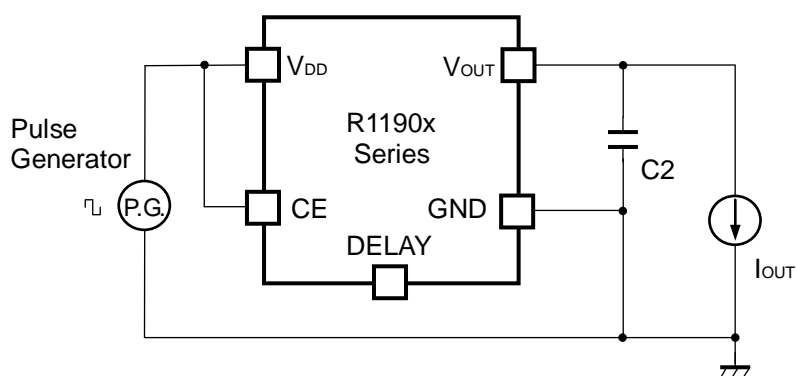 VDD
VOUT
R1190x
Series
Pulse
Generator
P.G.
C2
CE
GND
DELAY
IOUT